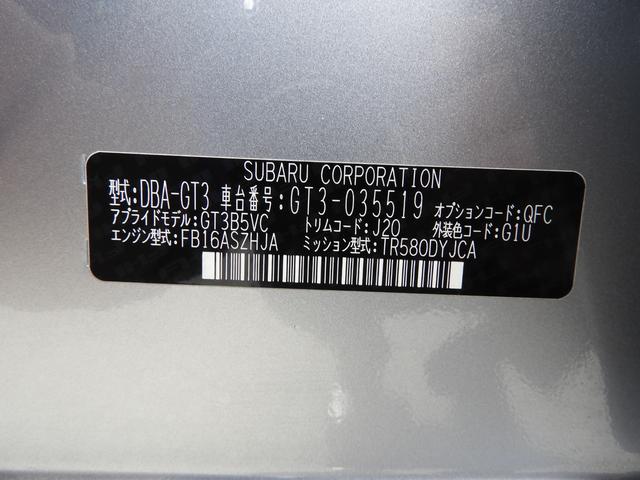 SUBARU CORPORATION
型式:DBA-GT3 車台番号:GT3-035519 オプションコード:QFC
アプライドモデル:GT3B5VC トリムコード:J20 外装色コード:G1U
エンジン型式:FB16ASZHJA ミッション型式:TR580DYJCA